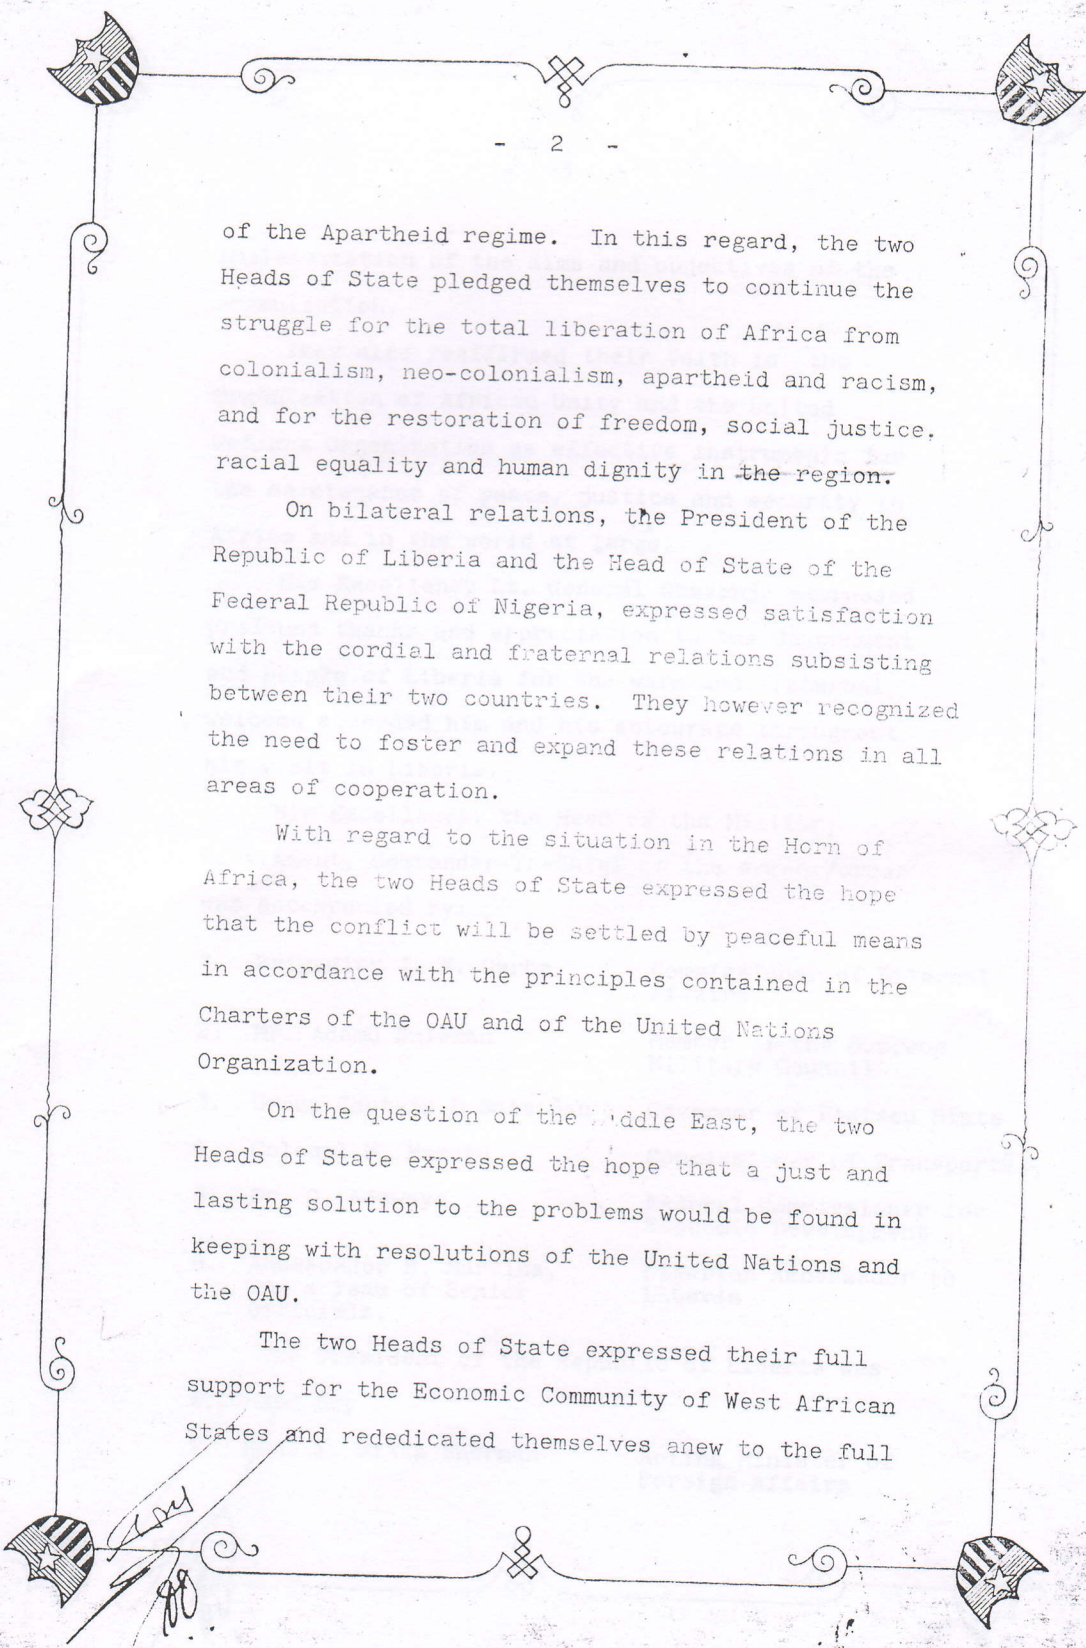 - 2 -
of the Apartheid regime. In this regard, the two
Heads of State pledged themselves to continue the
struggle for the total liberation of Africa from
colonialism, neo-colonialism, apartheid and racism,
and for the restoration of freedom, social justice,
racial equality and human dignity in the region.
On bilateral relations, the President of the
Republic of Liberia and the Head of State of the
Federal Republic of Nigeria, expressed satisfaction
with the cordial and fraternal relations subsisting
between their two countries. They however recognized
the need to foster and expand these relations in all
areas of cooperation.
With regard to the situation in the Horn of
Africa, the two Heads of State expressed the hope
that the conflict will be settled by peaceful means
in accordance with the principles contained in the
Charters of the OAU and of the United Nations
Organization.
On the question of the Middle East, the two
Heads of State expressed the hope that a just and
lasting solution to the problems would be found in
keeping with resolutions of the United Nations and
the OAU.
The two Heads of State expressed their full
support for the Economic Community of West African
States and rededicated themselves anew to the full